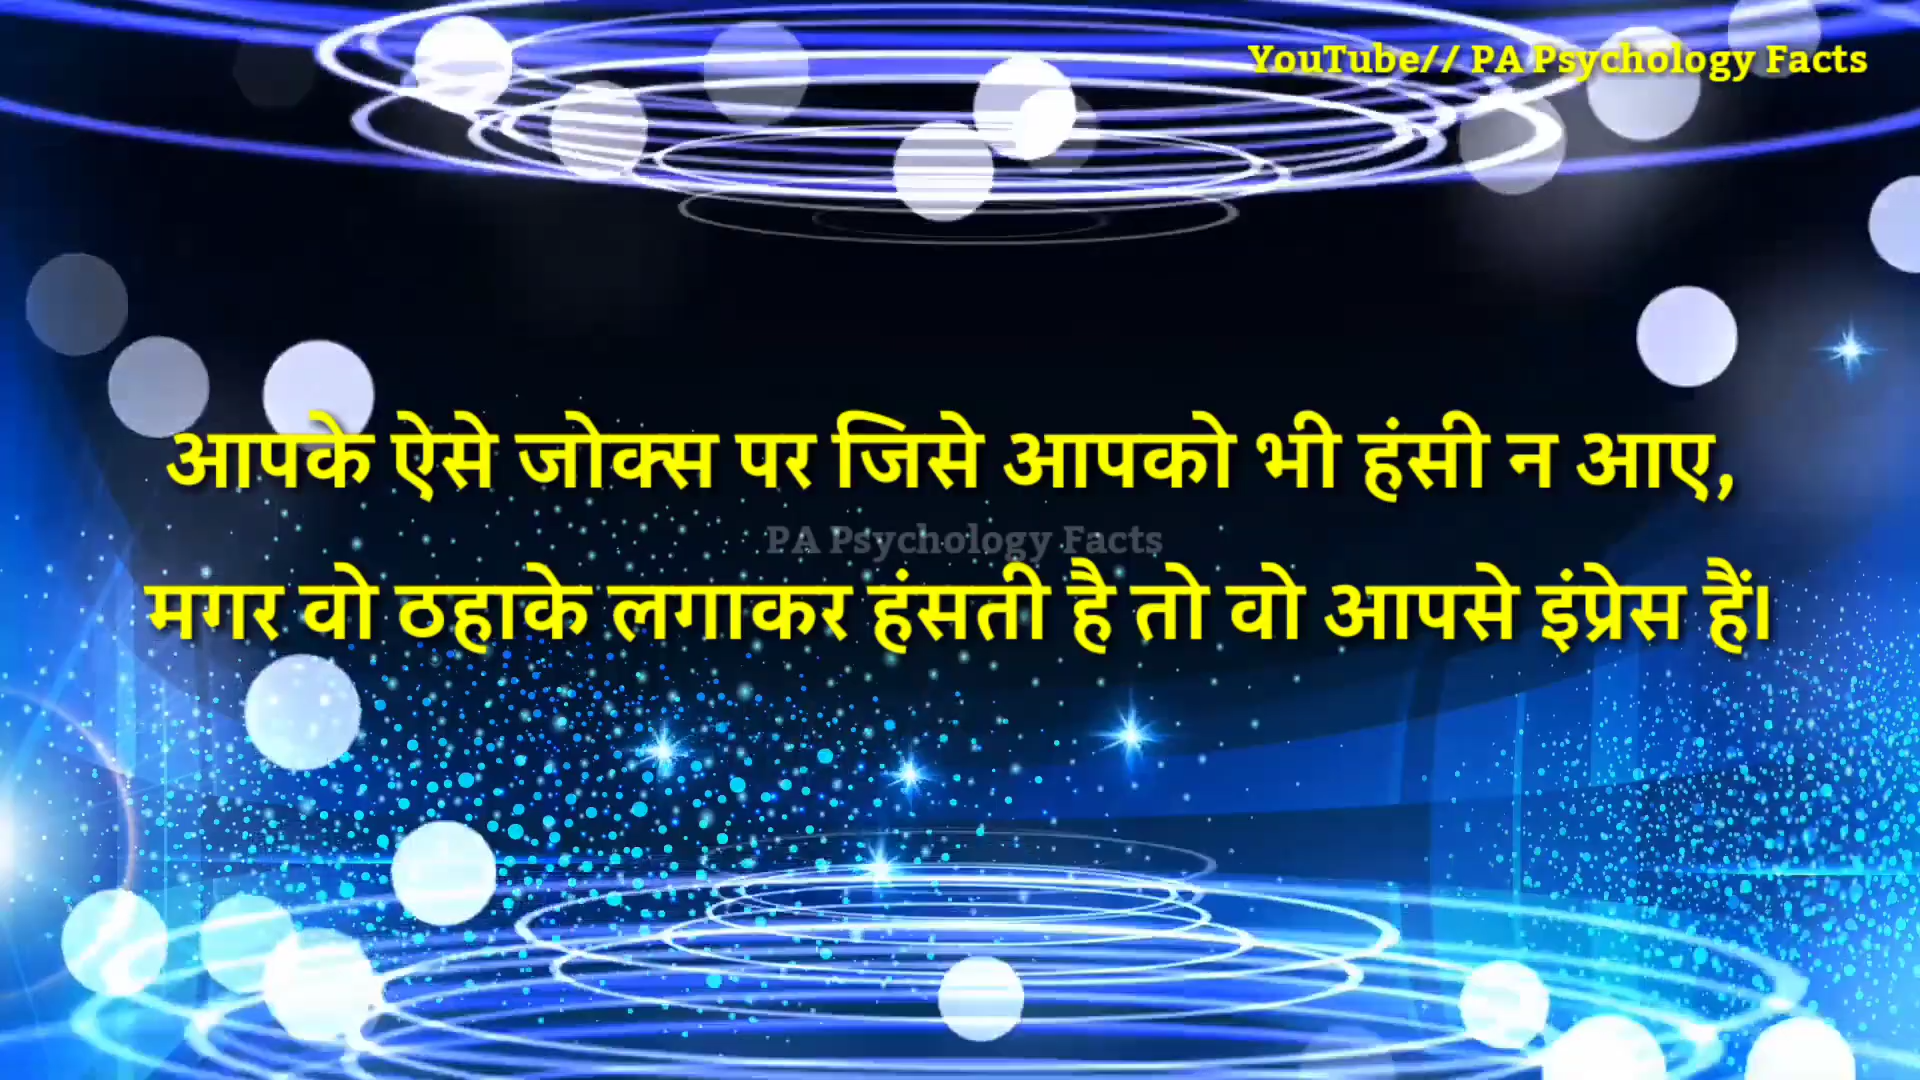 YouTube// PA Psychology Facts
आपके ऐसे जोक्स पर जिसे आपको भी हंसी न आए,
PA Psychology Facts
मगर वो ठहाके लगाकर हंसती है तो वो आपसे इंप्रेस हैं।